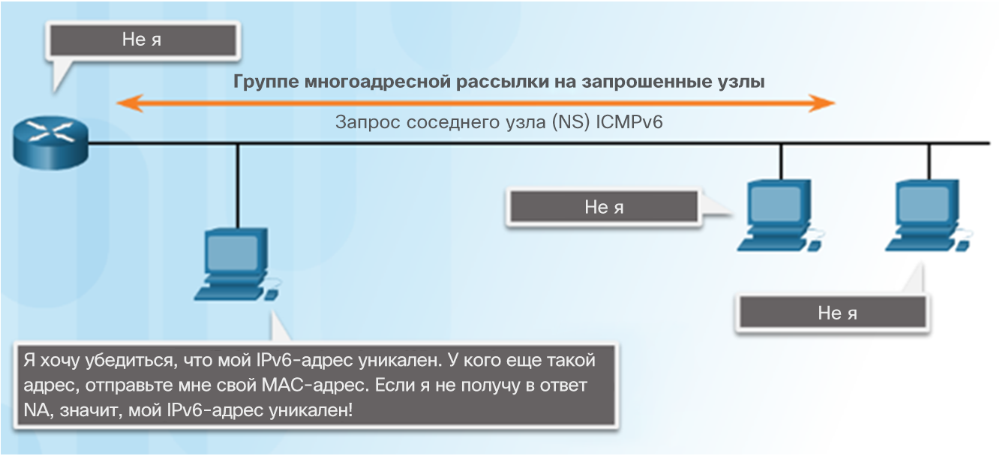 Не я
Группе многоадресной рассылки на запрошенные узлы
Запрос соседнего узла (NS) ICMPv6
Не я
Не я
Я хочу убедиться, что мой IPv6-адрес уникален. У кого еще такой
адрес, отправьте мне свой MAC-адрес. Если я не получу в ответ
NA, значит, мой IPv6-адрес уникален!